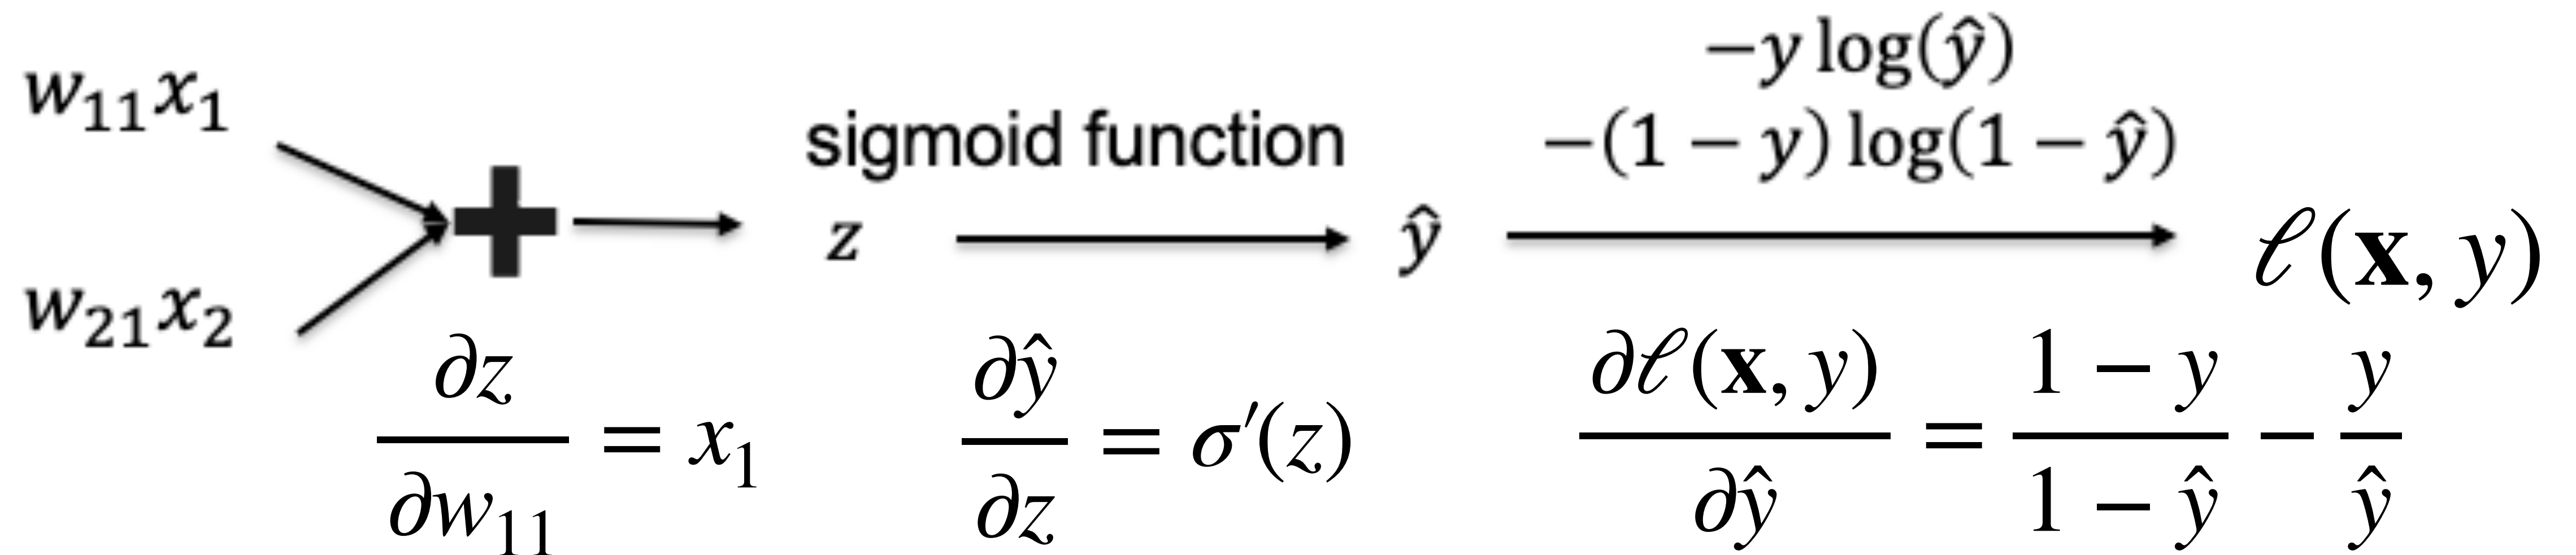 w₁₁x₁
w₂₁x₂
+
z
sigmoid function
ŷ
−y log(ŷ)
−(1 − y) log(1 − ŷ)
ℓ(𝐱, y)
∂z/∂w₁₁ = x₁
∂ŷ/∂z = σ′(z)
∂ℓ(𝐱, y)/∂ŷ = (1 − y)/(1 − ŷ) − y/ŷ